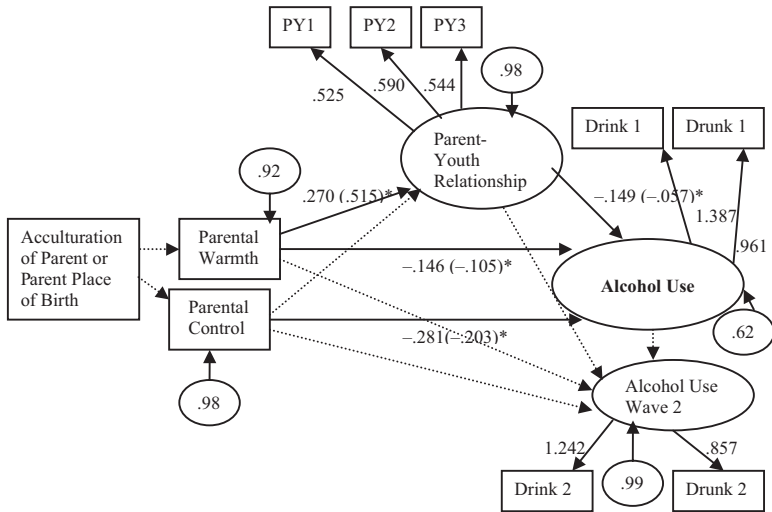 PY1
PY2
PY3
.98
.525
.590
.544
Drink 1
Drunk 1
Parent-
Youth
Relationship
.92
.270 (.515)*
–.149 (–.057)*
1.387
.961
Acculturation
of Parent or
Parent Place
of Birth
Parental
Warmth
–.146 (–.105)*
Alcohol Use
Parental
Control
–.281(–.203)*
.62
.98
Alcohol Use
Wave 2
1.242
.857
Drink 2
.99
Drunk 2